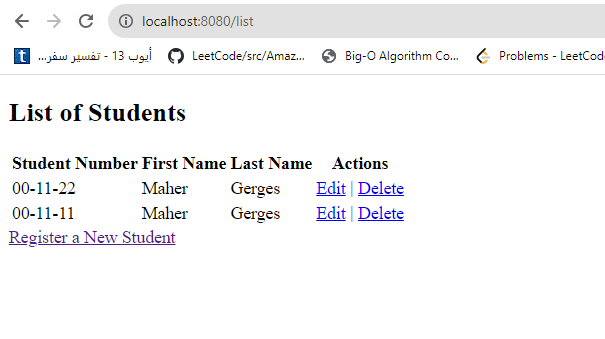 localhost:8080/list
أيوب 13 - تفسير سفر... LeetCode/src/Amaz... Big-O Algorithm Co... Problems - LeetCod
List of Students
Student Number First Name Last Name Actions
00-11-22 Maher Gerges Edit | Delete
00-11-11 Maher Gerges Edit | Delete
Register a New Student